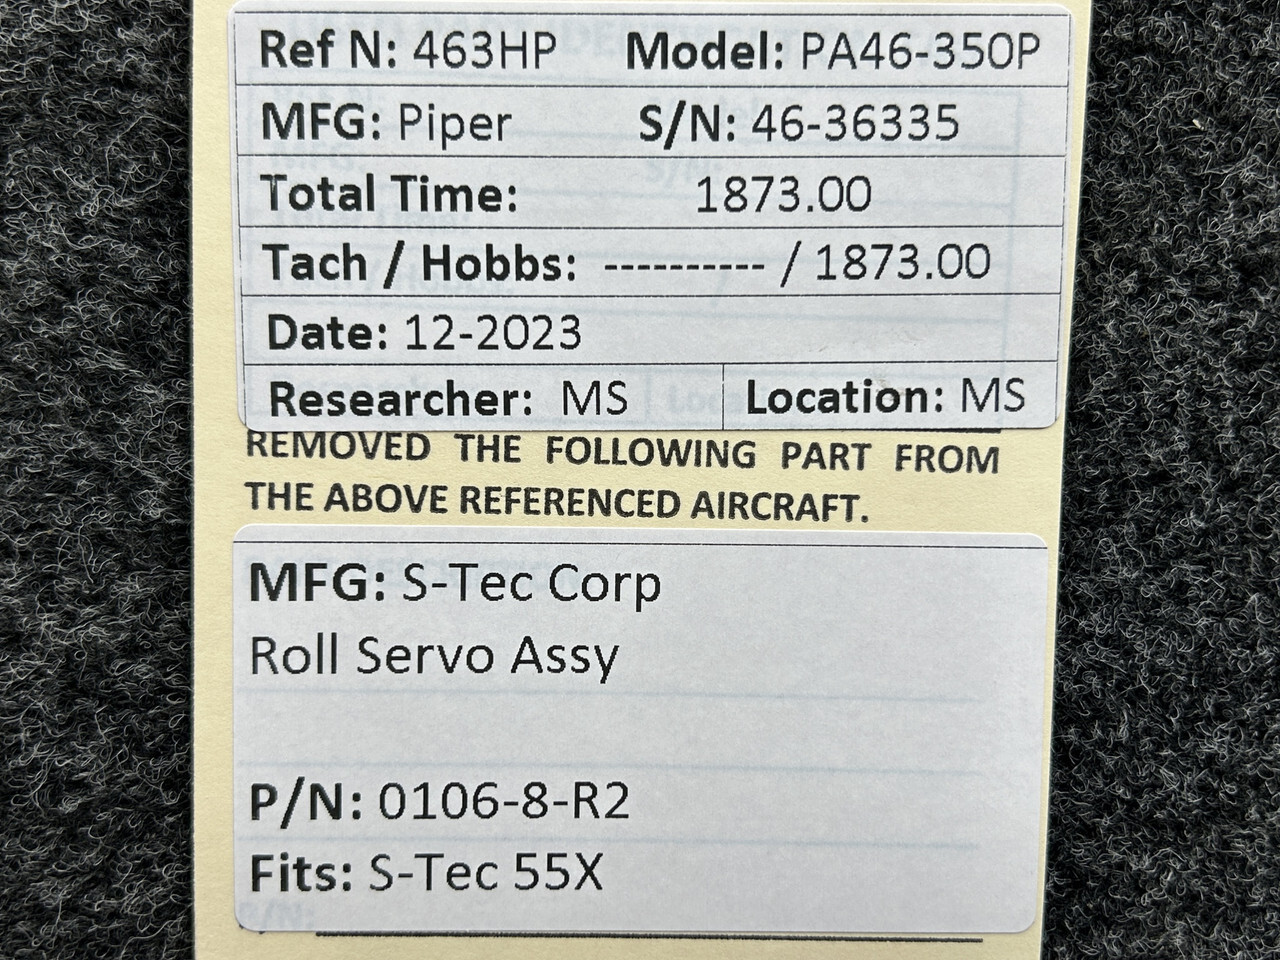 Ref N: 463HP Model: PA46-350P
MFG: Piper S/N: 46-36335
Total Time: 1873.00
Tach / Hobbs: ---------- / 1873.00
Date: 12-2023
Researcher: MS Location: MS
REMOVED THE FOLLOWING PART FROM
THE ABOVE REFERENCED AIRCRAFT.
MFG: S-Tec Corp
Roll Servo Assy
P/N: 0106-8-R2
Fits: S-Tec 55X
P/N: